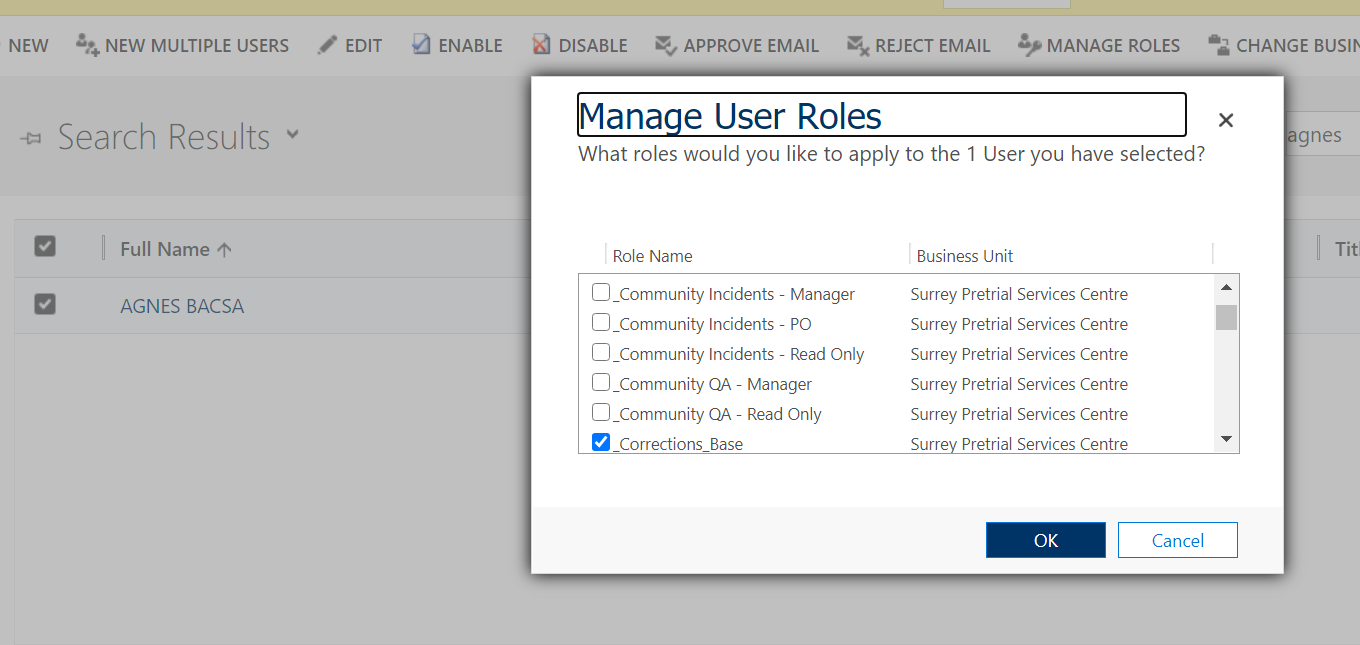 NEW NEW MULTIPLE USERS EDIT ENABLE DISABLE APPROVE EMAIL REJECT EMAIL MANAGE ROLES CHANGE BUSIN
Search Results
agnes
Full Name
Titl
AGNES BACSA
Manage User Roles
What roles would you like to apply to the 1 User you have selected?
Role Name Business Unit
_Community Incidents - Manager Surrey Pretrial Services Centre
_Community Incidents - PO Surrey Pretrial Services Centre
_Community Incidents - Read Only Surrey Pretrial Services Centre
_Community QA - Manager Surrey Pretrial Services Centre
_Community QA - Read Only Surrey Pretrial Services Centre
_Corrections_Base Surrey Pretrial Services Centre
OK Cancel